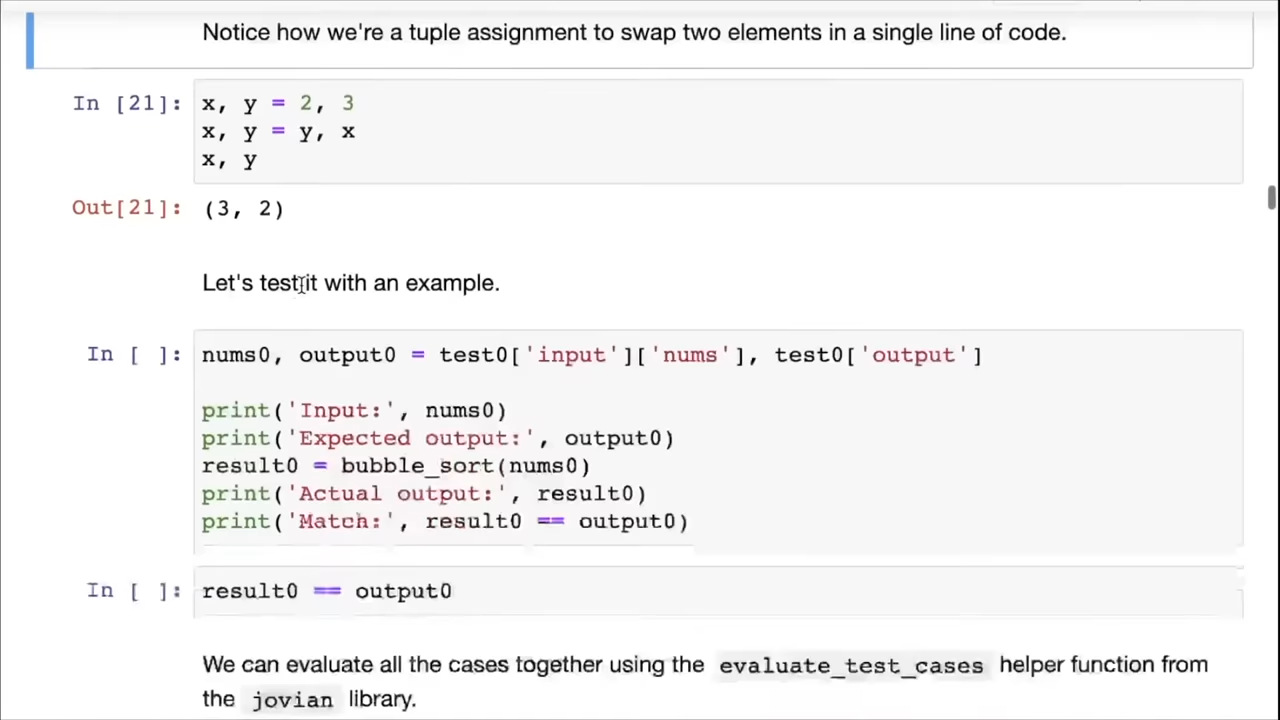 Notice how we're a tuple assignment to swap two elements in a single line of code.
In [21]: x, y = 2, 3
x, y = y, x
x, y
Out[21]: (3, 2)
Let's test it with an example.
In [ ]: nums0, output0 = test0['input']['nums'], test0['output']
print('Input:', nums0)
print('Expected output:', output0)
result0 = bubble_sort(nums0)
print('Actual output:', result0)
print('Match:', result0 == output0)
In [ ]: result0 == output0
We can evaluate all the cases together using the evaluate_test_cases helper function from
the jovian library.